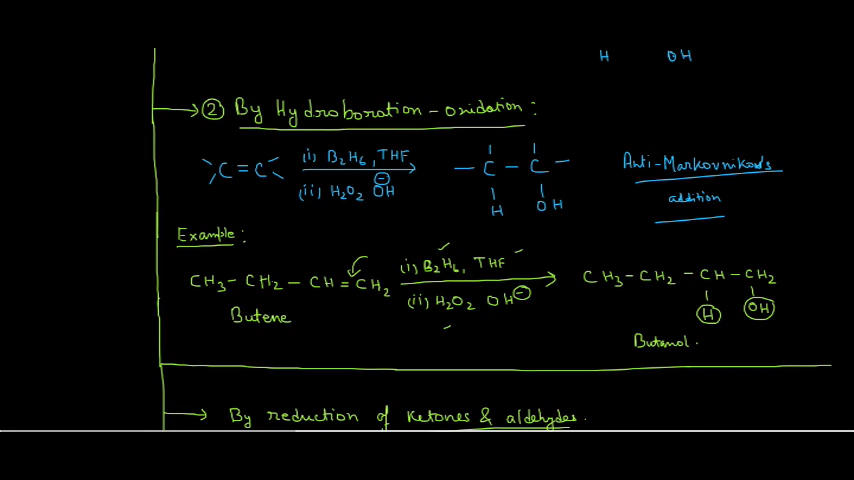 H OH
② By Hydroboration-oxidation:
C=C (i) B2H6, THF (ii) H2O2 OH⊖ -C-C- H OH Anti-Markovnikov's addition
Example:
CH3-CH2-CH=CH2 (i) B2H6, THF (ii) H2O2 OH⊖ CH3-CH2-CH-CH2 H OH
Butene Butanol.
By reduction of ketones & aldehydes.